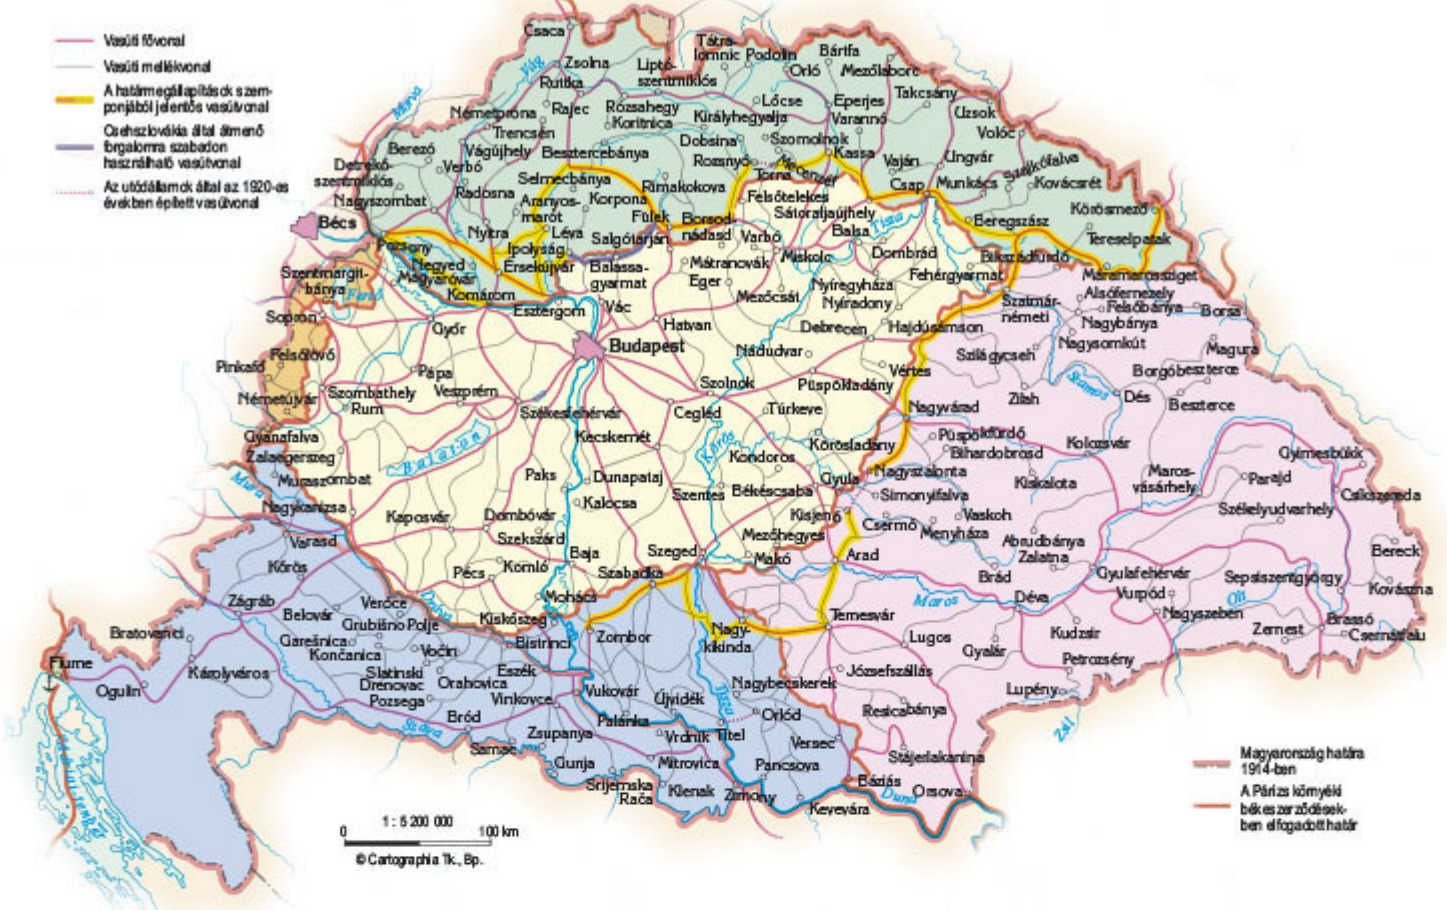 Vasúti fővonal
Vasúti mellékvonal
A határmegállapítások szem-
pontjából jelentős vasútvonal
Csehszlovákia által átmenő
forgalomra szabadon
használható vasútvonal
Az utódállamok által az 1920-as
években épített vasútvonal
Csaca
Zsolna
Vág
Ruttka
Liptó-
szentmiklós
Tátra-
lomnic
Podolin
Orló
Bártfa
Mezőlaborc
Takcsány
Uzsok
Volóc
Németpróna
Rajec
Rózsahegy
Koritnica
Királyhegyalja
Lőcse
Eperjes
Varannó
Morva
Trencsén
Berezó
Vágújhely
Verbó
Besztercebánya
Dobsina
Szomolnok
Rozsnyó
Kassa
Vaján
Ungvár
Detrekő-
szentmiklós
Nagyszombat
Radosna
Selmecbánya
Aranyos-
marót
Korpona
Rimakokova
Torna
Mecenzéf
Felsőtelekes
Sátoraljaújhely
Csap
Munkács
Szolkófalva
Kovácsrét
Kőrösmező
Bécs
Pozsony
Nyitra
Léva
Ipolyság
Fülek
Salgótarján
Borsod-
nádasd
Varbó
Balsa
Tisza
Beregszász
Tereselpatak
Negyed
Magyaróvár
Érsekújvár
Komárom
Balassa-
gyarmat
Mátranovák
Miskolc
Dombrád
Bikszádfürdő
Szentmargit-
bánya
Fertő
Sopron
Győr
Esztergom
Vác
Eger
Mezőcsát
Nyíregyháza
Nyíradony
Fehérgyarmat
Máramarossziget
Szatmár-
németi
Alsófernezely
Felsőbánya
Nagybánya
Nagysomkút
Borsa
Budapest
Hatvan
Nádudvar
Debrecen
Hajdúsámson
Szilágycseh
Magura
Pinkafő
Felsőlövő
Németújvár
Szombathely
Rum
Pápa
Veszprém
Székesfehérvár
Szolnok
Cegléd
Püspökladány
Vértes
Borgóbeszterce
Zilah
Szamos
Dés
Beszterce
Gyanafalva
Zalaegerszeg
Muraszombat
Balaton
Kecskemét
Körös
Túrkeve
Kondoros
Körösladány
Nagyvárad
Püspökfürdő
Bihardobrosd
Kolozsvár
Gyimesbükk
Mura
Nagykanizsa
Paks
Dunapataj
Szentes
Békéscsaba
Gyula
Nagyszalonta
Simonyifalva
Kiskalota
Maros-
vásárhely
Parajd
Csíkszereda
Kaposvár
Dombóvár
Szekszárd
Kalocsa
Kisjenő
Csermő
Vaskoh
Menyháza
Székelyudvarhely
Varasd
Kőrös
Pécs
Komló
Baja
Szeged
Mezőhegyes
Makó
Arad
Abrudbánya
Zalatna
Bereck
Kovászna
Zágráb
Belovár
Verőce
Dráva
Mohács
Szabadka
Maros
Brád
Déva
Gyulafehérvár
Vurpód
Sepsiszentgyörgy
Olt
Bratovanci
Garešnica
Grubišno Polje
Končanica
Voćin
Kiskőszeg
Bistrinci
Zombor
Nagy-
kikinda
Temesvár
Lugos
Kudzsir
Gyalár
Nagyszeben
Zernest
Brassó
Csernátfalu
Fiume
Ogulin
Károlyváros
Slatinski
Drenovac
Pozsega
Orahovica
Eszék
Vinkovce
Vukovár
Újvidék
Tisza
Nagybecskerek
Józsefszállás
Petrozsény
Lupény
Palánka
Orlód
Resicabánya
Zsil
Bród
Száva
Samac
Zsupanya
Gunja
Vrdnik
Titel
Mitrovica
Versec
Pancsova
Stájerlakanina
Báziás
Orsova
Srijemska
Rača
Klenak
Zimony
Kevevára
Duna
Magyarország határa
1914-ben
A Párizs környéki
békeszerződések-
ben elfogadott határ
1 : 5 200 000
0 100 km
© Cartographia Tk., Bp.